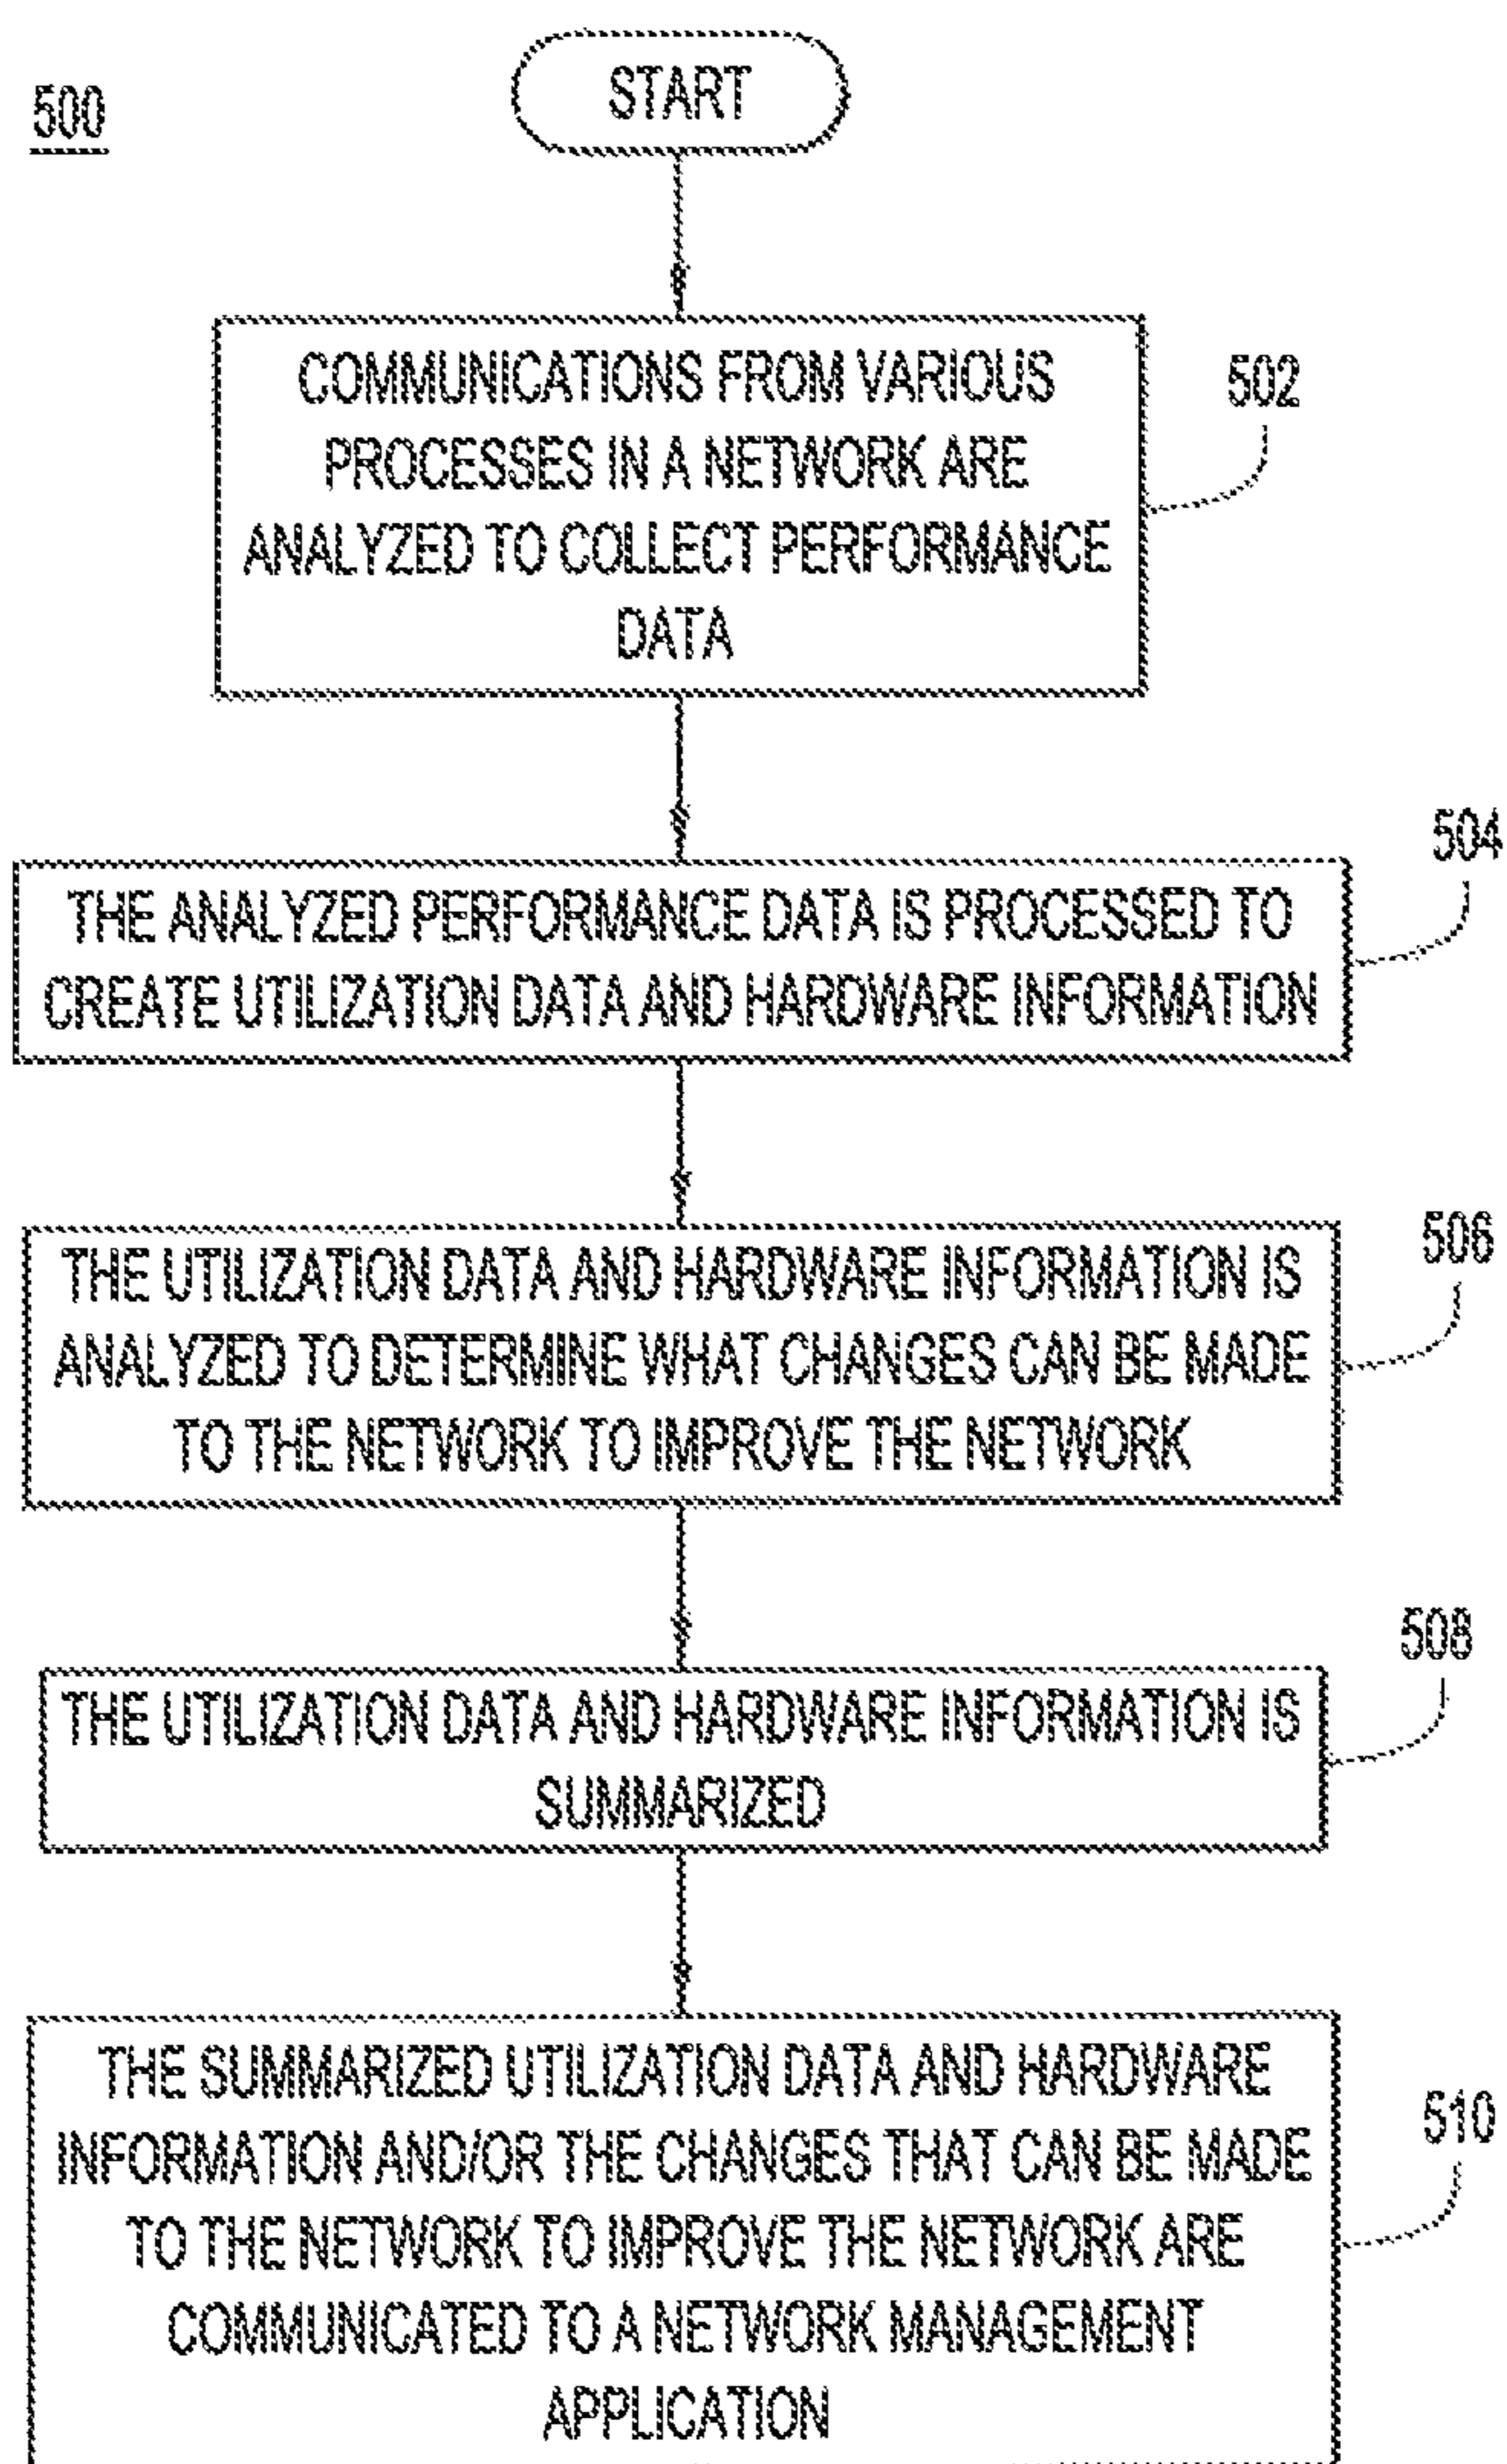 500
START
COMMUNICATIONS FROM VARIOUS
PROCESSES IN A NETWORK ARE
ANALYZED TO COLLECT PERFORMANCE
DATA
502
THE ANALYZED PERFORMANCE DATA IS PROCESSED TO
CREATE UTILIZATION DATA AND HARDWARE INFORMATION
504
THE UTILIZATION DATA AND HARDWARE INFORMATION IS
ANALYZED TO DETERMINE WHAT CHANGES CAN BE MADE
TO THE NETWORK TO IMPROVE THE NETWORK
506
THE UTILIZATION DATA AND HARDWARE INFORMATION IS
SUMMARIZED
508
THE SUMMARIZED UTILIZATION DATA AND HARDWARE
INFORMATION AND/OR THE CHANGES THAT CAN BE MADE
TO THE NETWORK TO IMPROVE THE NETWORK ARE
COMMUNICATED TO A NETWORK MANAGEMENT
APPLICATION
510